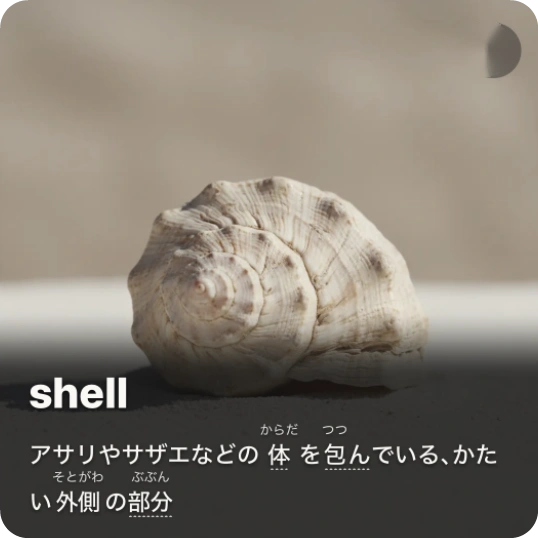 shell
からだ つつ
アサリやサザエなどの 体 を包んでいる、かた
そとがわ ぶぶん
い外側の部分